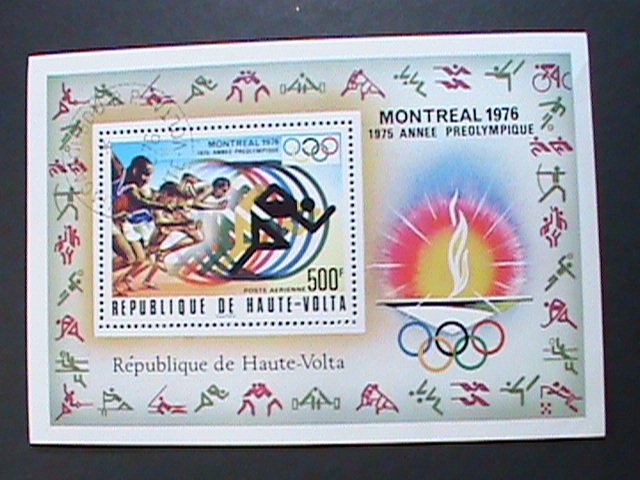 MONTREAL 1976
1975 ANNEE PREOLYMPIQUE
MONTREAL 1976
1975 ANNEE PREOLYMPIQUE
POSTE AERIENNE
500F
REPUBLIQUE DE HAUTE-VOLTA
République de Haute-Volta